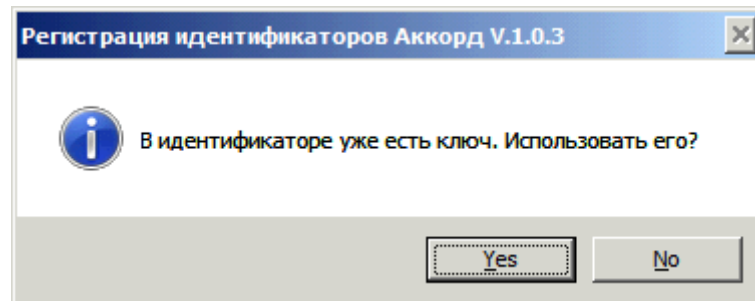 Регистрация идентификаторов Аккорд V.1.0.3
В идентификаторе уже есть ключ. Использовать его?
Yes
No